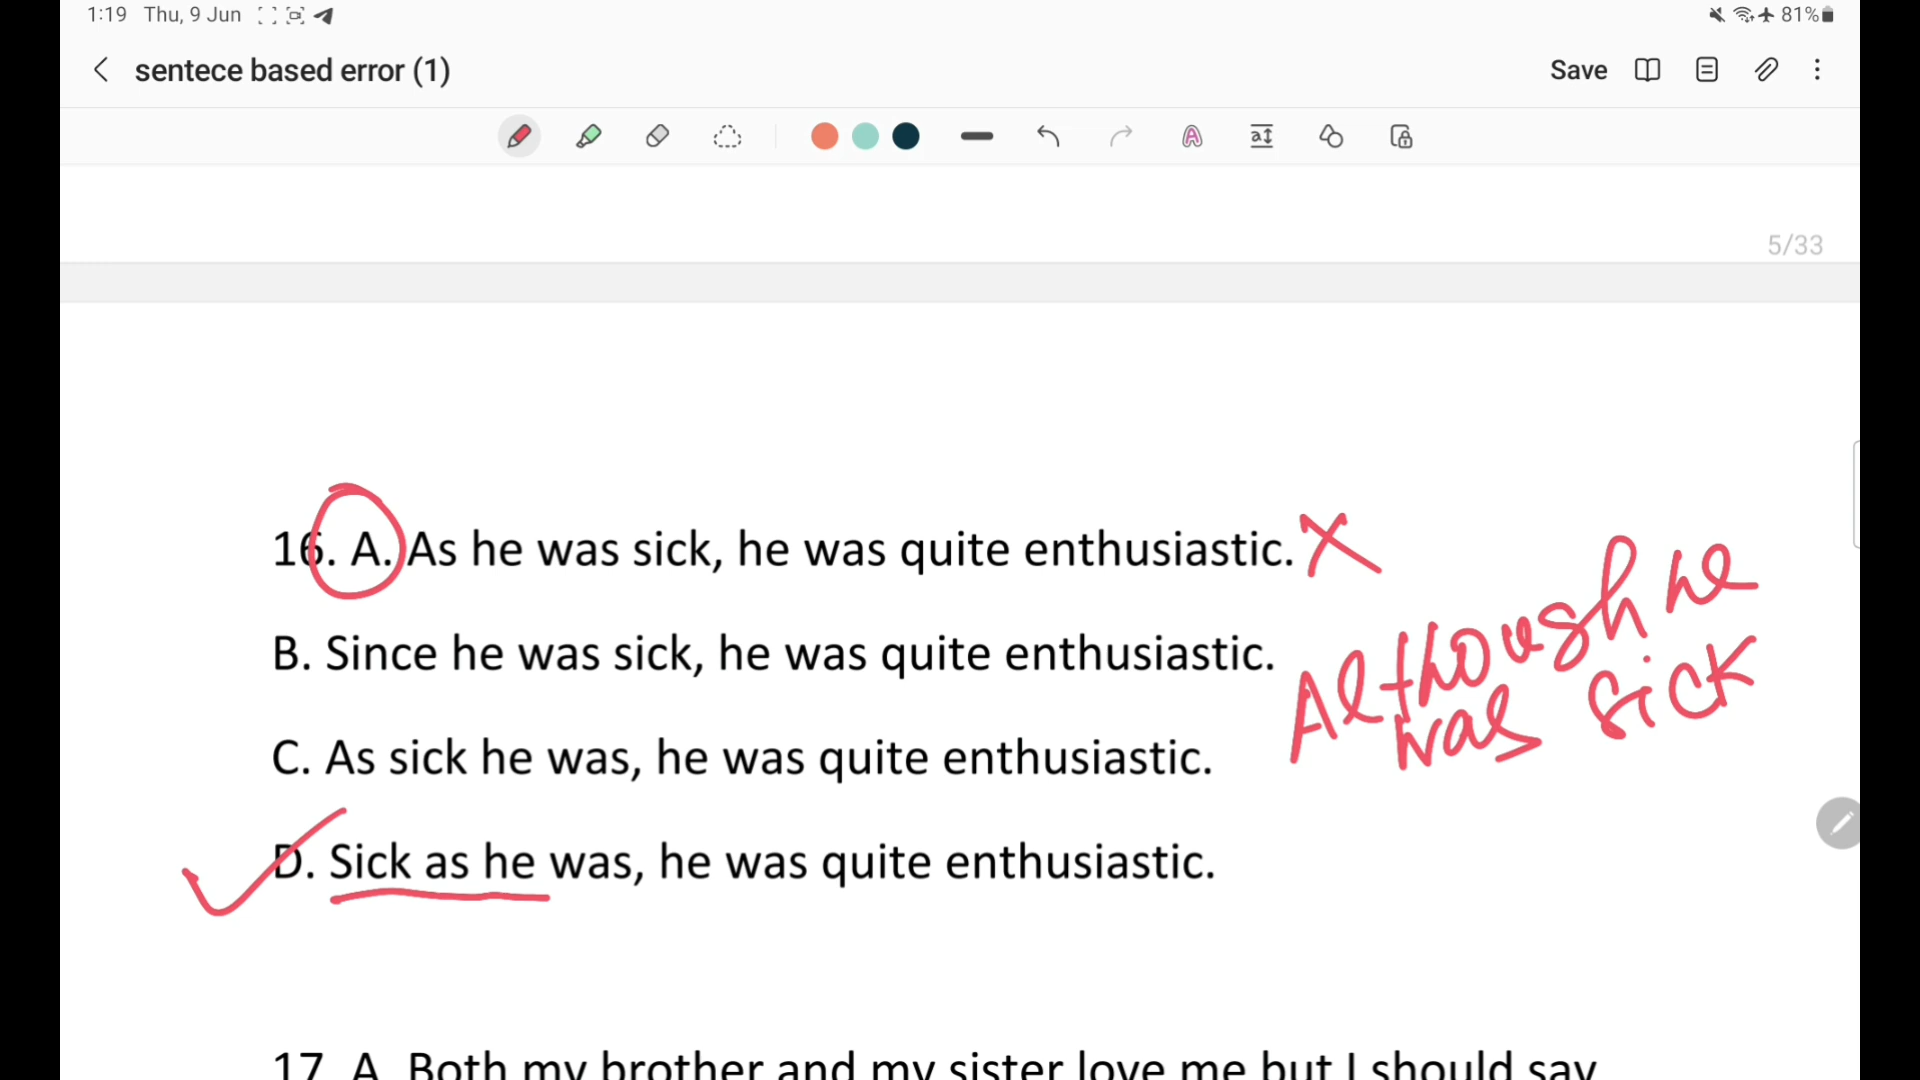 1:19 Thu, 9 Jun 81%
sentece based error (1) Save
5/33
16. A. As he was sick, he was quite enthusiastic.
Although he
was sick
B. Since he was sick, he was quite enthusiastic.
C. As sick he was, he was quite enthusiastic.
D. Sick as he was, he was quite enthusiastic.
17. A. Both my brother and my sister love me but I should say